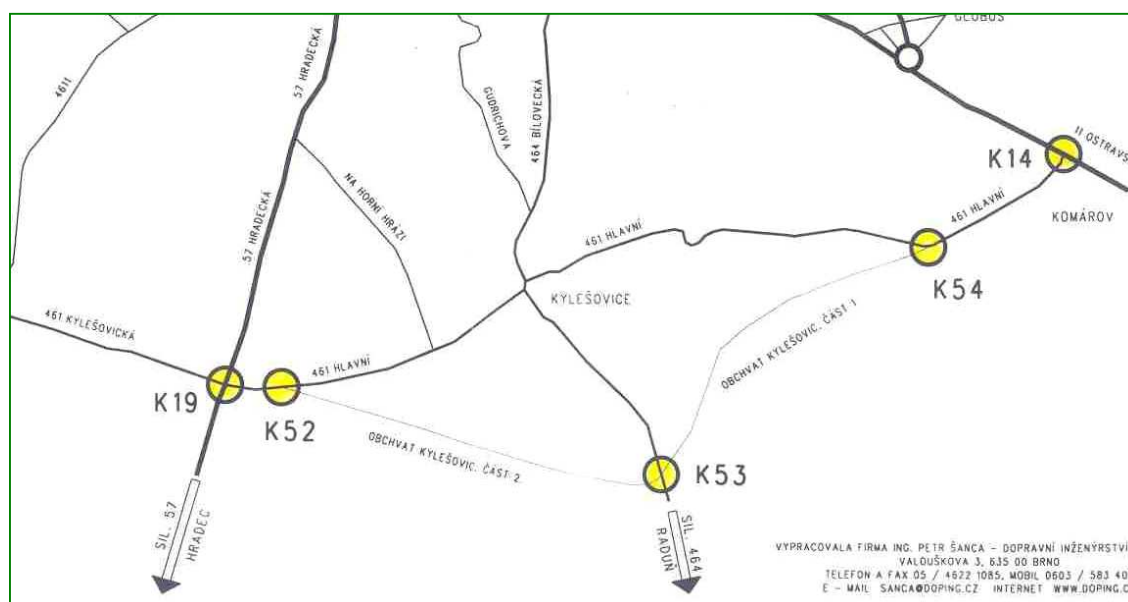 GLOBUS
4611
57 HRADECKÁ
GUDRICHOVA
464 BÍLOVECKÁ
11 OSTRAVS
K14
NA HORNÍ HRÁZI
57 HRADECKÁ
461 HLAVNÍ
KOMÁROV
461 HLAVNÍ
K54
KYLEŠOVICE
461 KYLEŠOVICKÁ
OBCHVAT KYLEŠOVIC, ČÁST 1
461 HLAVNÍ
K19
K52
OBCHVAT KYLEŠOVIC, ČÁST 2
K53
SIL. 57
HRADEC
SIL. 464
RADUŇ
VYPRACOVALA FIRMA ING. PETR ŠANCA - DOPRAVNÍ INŽENÝRSTVÍ
VALOUŠKOVA 3, 635 00 BRNO
TELEFON A FAX 05 / 4622 1085, MOBIL 0603 / 583 40
E - MAIL SANCA@DOPING.CZ INTERNET WWW.DOPING.C